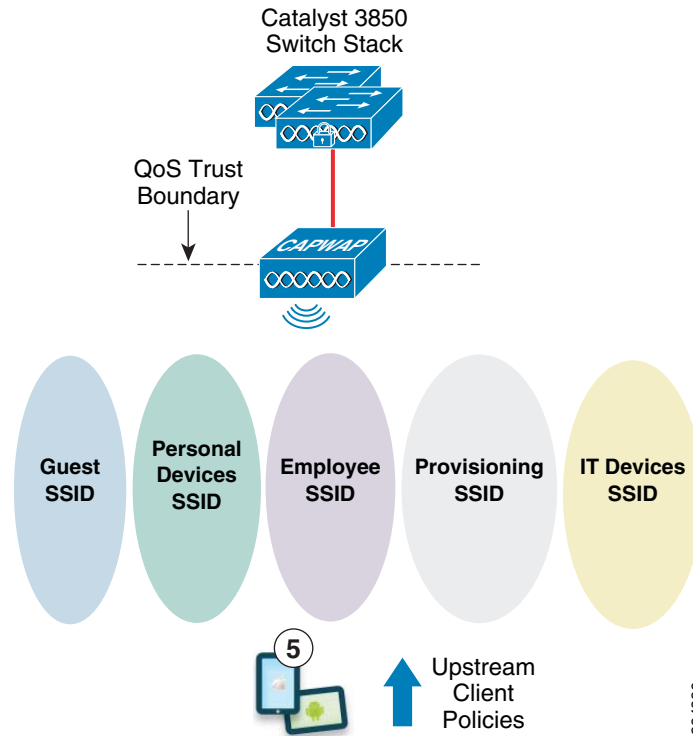 Catalyst 3850
Switch Stack
QoS Trust
Boundary
CAPWAP
Guest
SSID
Personal
Devices
SSID
Employee
SSID
Provisioning
SSID
IT Devices
SSID
5
Upstream
Client
Policies